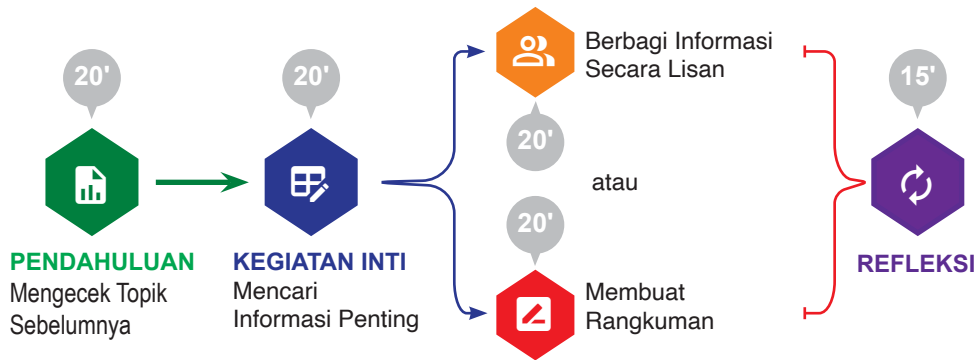 20'
PENDAHULUAN
Mengecek Topik
Sebelumnya
20'
KEGIATAN INTI
Mencari
Informasi Penting
Berbagi Informasi
Secara Lisan
20'
atau
20'
Membuat
Rangkuman
15'
REFLEKSI